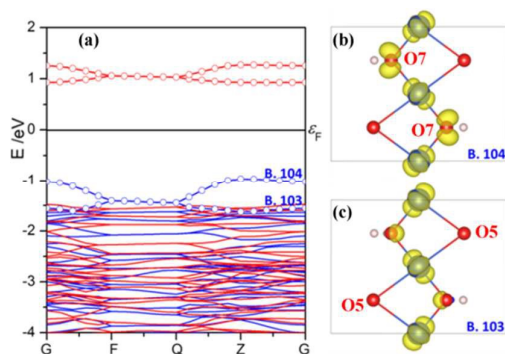 (a)
E /eV
2
1
0
-1
-2
-3
-4
G F Q Z G
εF
B. 104
B. 103
(b)
O7
O7
B. 104
(c)
O5
O5
B. 103